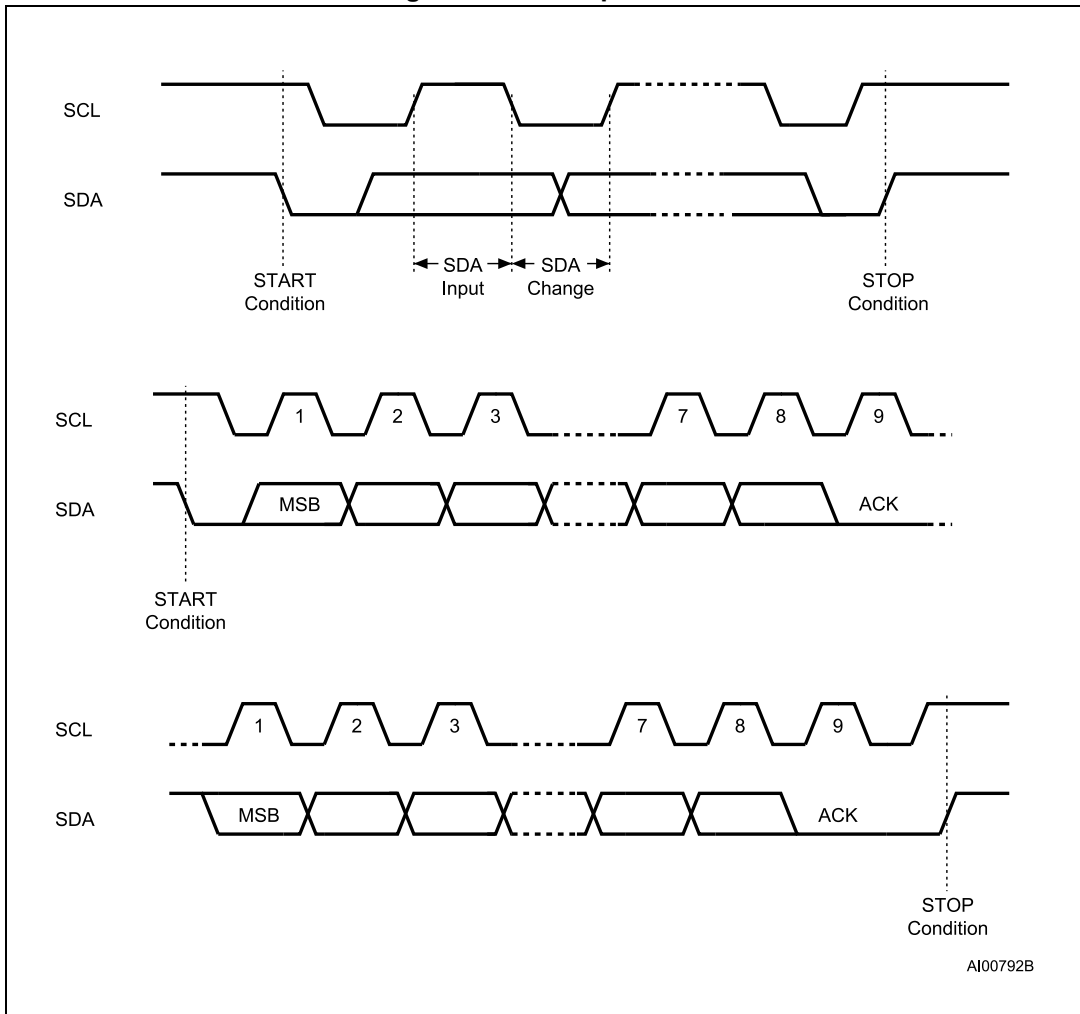 SCL
SDA
SDA
Input
SDA
Change
START
Condition
STOP
Condition
SCL
1 2 3 7 8 9
SDA
MSB
ACK
START
Condition
SCL
1 2 3 7 8 9
SDA
MSB
ACK
STOP
Condition
AI00792B